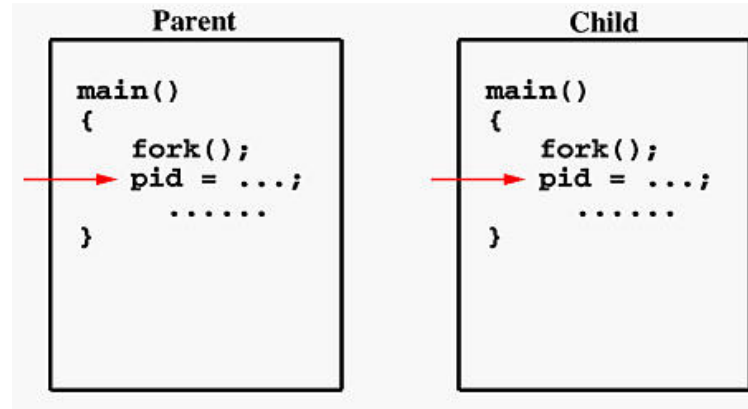 Parent
main()
{
fork();
pid = ...;
......
}
Child
main()
{
fork();
pid = ...;
......
}